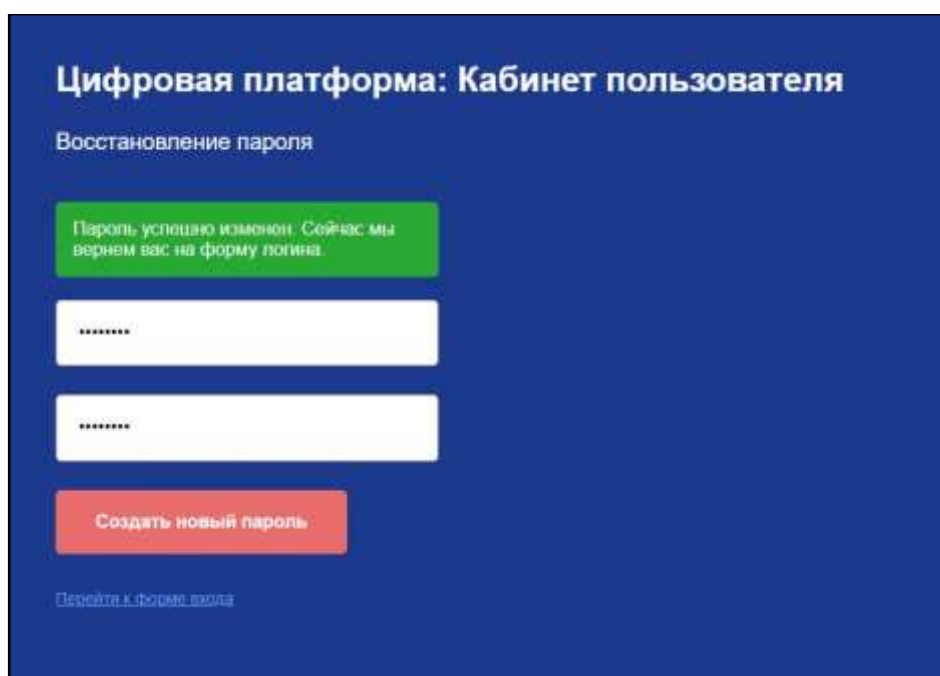 Цифровая платформа: Кабинет пользователя
Восстановление пароля
Пароль успешно изменен. Сейчас мы
вернем вас на форму логина.
••••••••
••••••••
Создать новый пароль
Перейти к форме входа